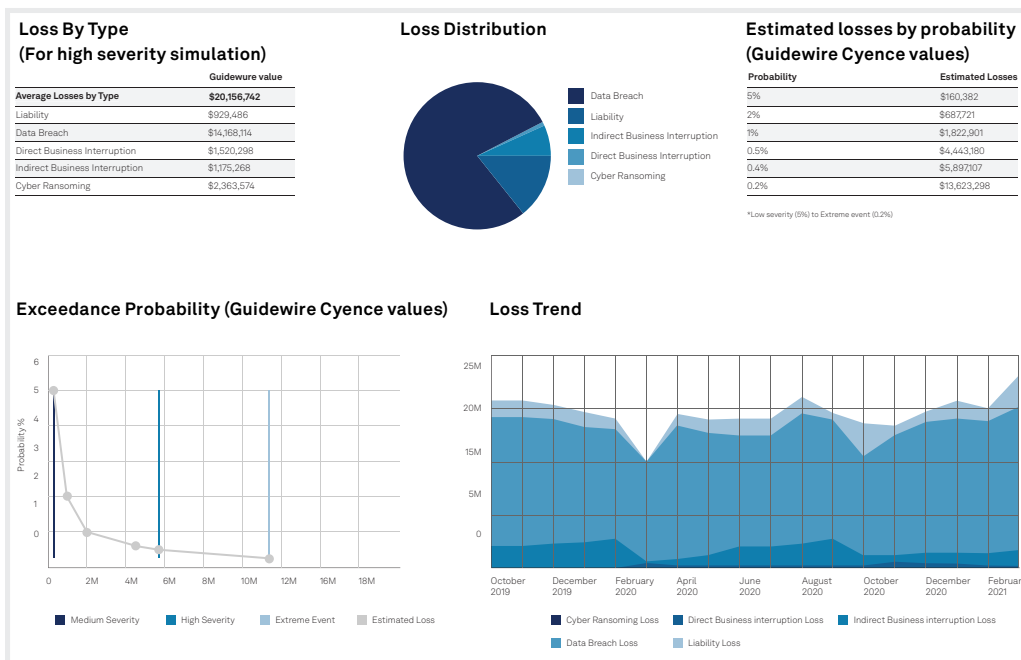 Loss By Type
(For high severity simulation)
Guidewure value
Average Losses by Type $20,156,742
Liability $929,486
Data Breach $14,168,114
Direct Business Interruption $1,520,298
Indirect Business Interruption $1,175,268
Cyber Ransoming $2,363,574
Loss Distribution
Data Breach
Liability
Indirect Business Interruption
Direct Business Interruption
Cyber Ransoming
Estimated losses by probability
(Guidewire Cyence values)
Probability Estimated Losses
5% $160,382
2% $687,721
1% $1,822,901
0.5% $4,443,180
0.4% $5,897,107
0.2% $13,623,298
*Low severity (5%) to Extreme event (0.2%)
Exceedance Probability (Guidewire Cyence values)
Probability %
6
5
4
3
2
1
0
0 2M 4M 6M 10M 12M 16M 18M
Medium Severity High Severity Extreme Event Estimated Loss
Loss Trend
25M
20M
15M
5M
0
October December February April June August October December Februar
2019 2019 2020 2020 2020 2020 2020 2020 2021
Cyber Ransoming Loss Direct Business interruption Loss Indirect Business interruption Loss
Data Breach Loss Liability Loss